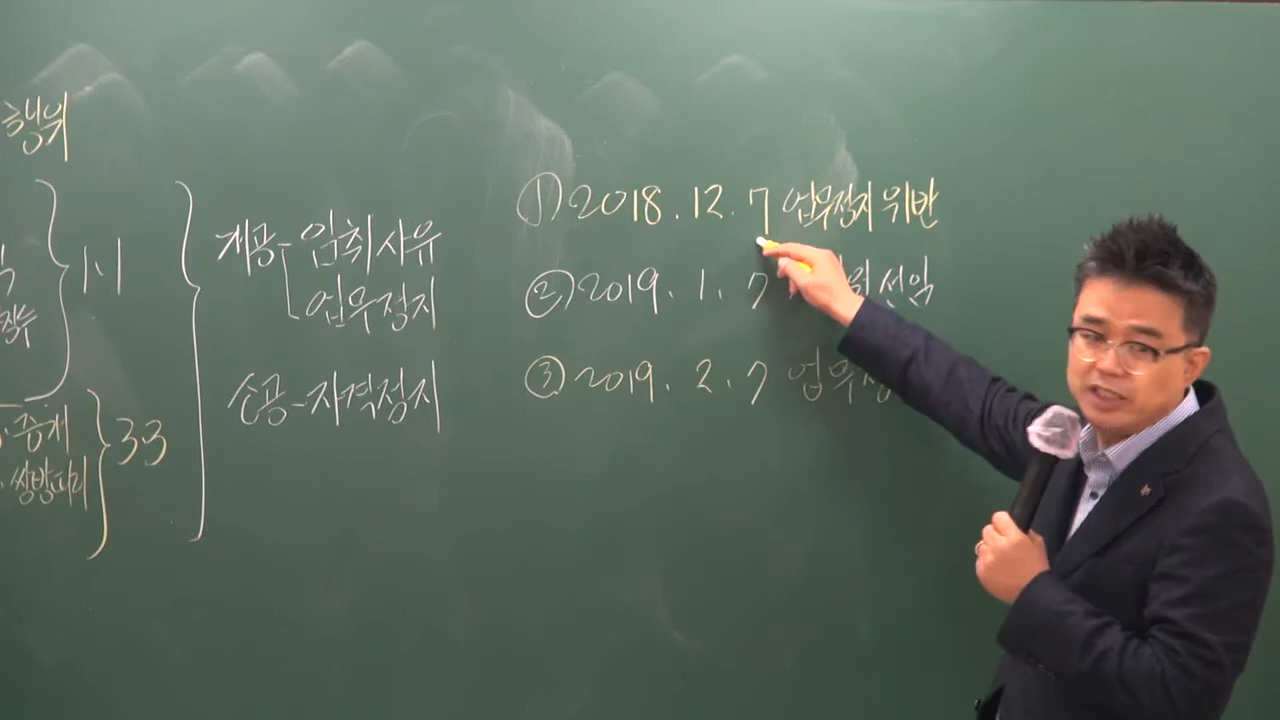 행위
1·1
개공 - 임취사유
업무정지
소공 - 자격정지
중개
쌍방대리
3·3
① 2018. 12. 7 업무정지 위반
② 2019. 1. 7 선임
③ 2019. 2. 7 업무